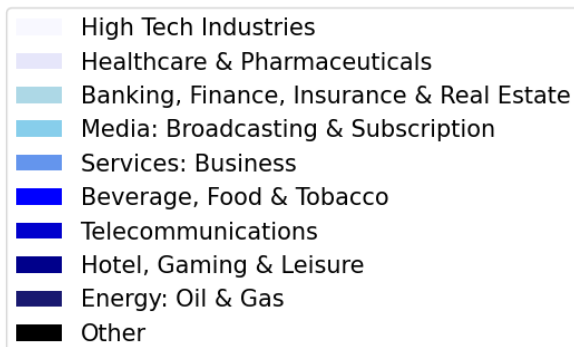 High Tech Industries
Healthcare & Pharmaceuticals
Banking, Finance, Insurance & Real Estate
Media: Broadcasting & Subscription
Services: Business
Beverage, Food & Tobacco
Telecommunications
Hotel, Gaming & Leisure
Energy: Oil & Gas
Other